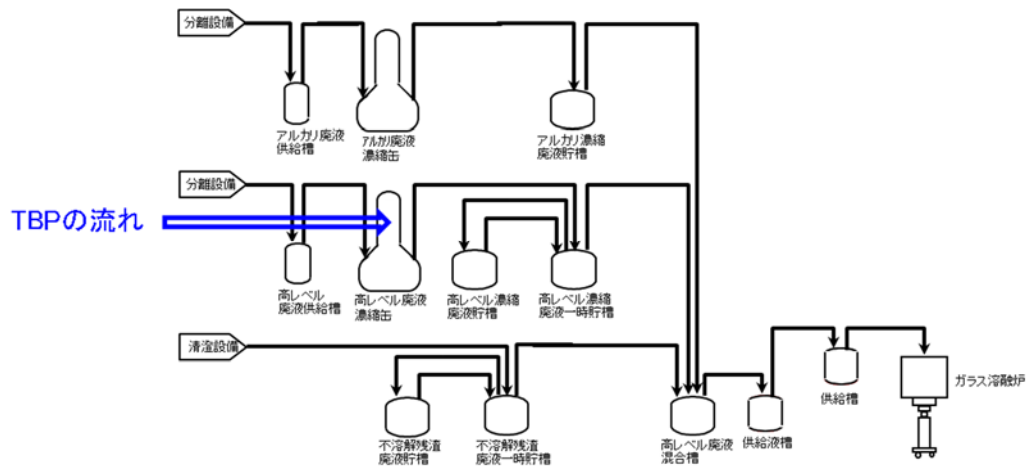 分離設備
アルカリ廃液
供給槽
アルカリ廃液
濃縮缶
アルカリ濃縮
廃液貯槽
分離設備
TBPの流れ
高レベル
廃液供給槽
高レベル廃液
濃縮缶
高レベル濃縮
廃液貯槽
高レベル濃縮
廃液一時貯槽
清澄設備
不溶解残渣
廃液貯槽
不溶解残渣
廃液一時貯槽
高レベル廃液
混合槽
供給液槽
供給槽
ガラス溶融炉